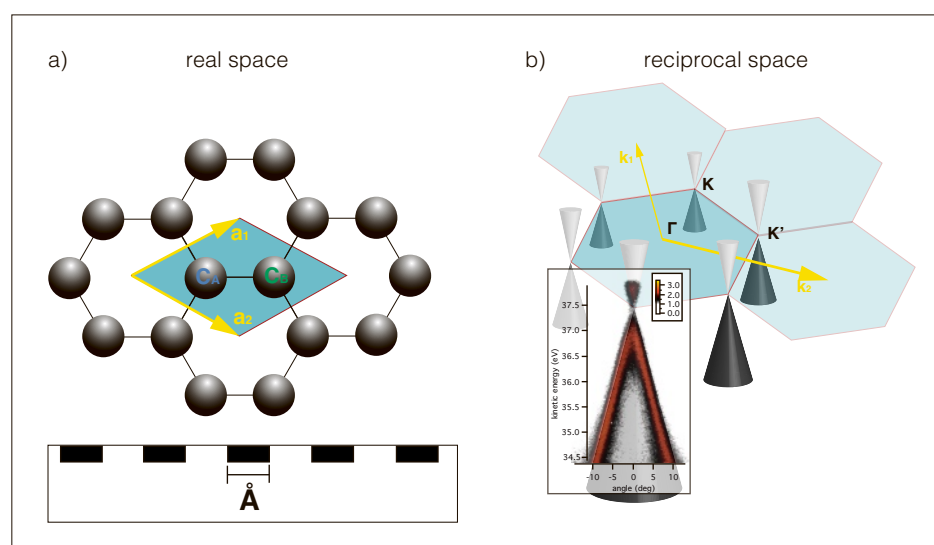 a)
real space
a1
CA
CB
a2
Å
b)
reciprocal space
k1
K
Γ
K'
k2
3.0
2.0
1.0
0.0
kinetic energy (eV)
37.5
37.0
36.5
36.0
35.5
35.0
34.5
-10 -5 0 5 10
angle (deg)